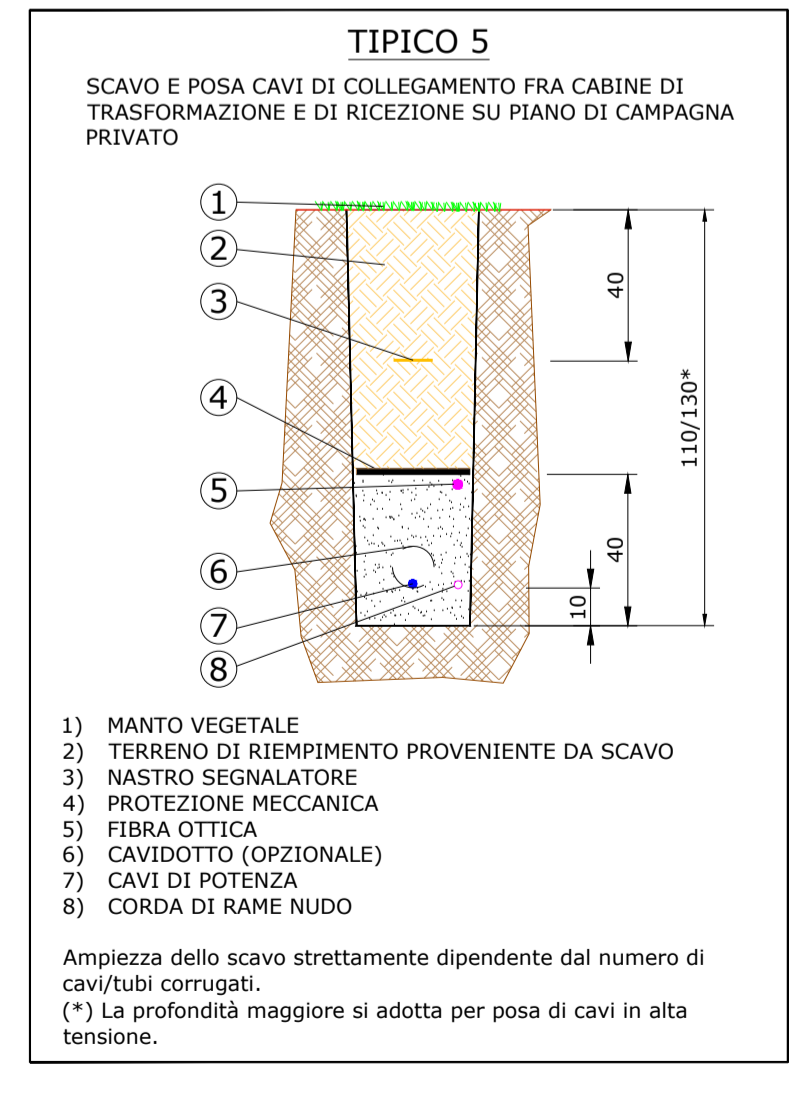 TIPICO 5
SCAVO E POSA CAVI DI COLLEGAMENTO FRA CABINE DI
TRASFORMAZIONE E DI RICEZIONE SU PIANO DI CAMPAGNA
PRIVATO
1
2
3
4
5
6
7
8
40
110/130*
40
10
1) MANTO VEGETALE
2) TERRENO DI RIEMPIMENTO PROVENIENTE DA SCAVO
3) NASTRO SEGNALATORE
4) PROTEZIONE MECCANICA
5) FIBRA OTTICA
6) CAVIDOTTO (OPZIONALE)
7) CAVI DI POTENZA
8) CORDA DI RAME NUDO
Ampiezza dello scavo strettamente dipendente dal numero di
cavi/tubi corrugati.
(*) La profondità maggiore si adotta per posa di cavi in alta
tensione.